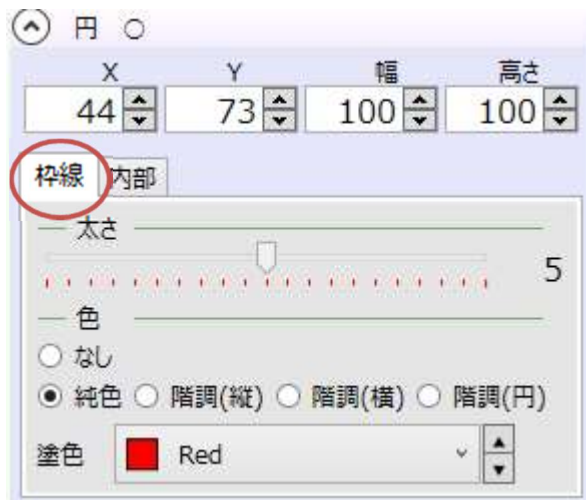 円 ○
X Y 幅 高さ
44 73 100 100
枠線 内部
太さ
5
色
なし
純色 階調(縦) 階調(横) 階調(円)
塗色 Red